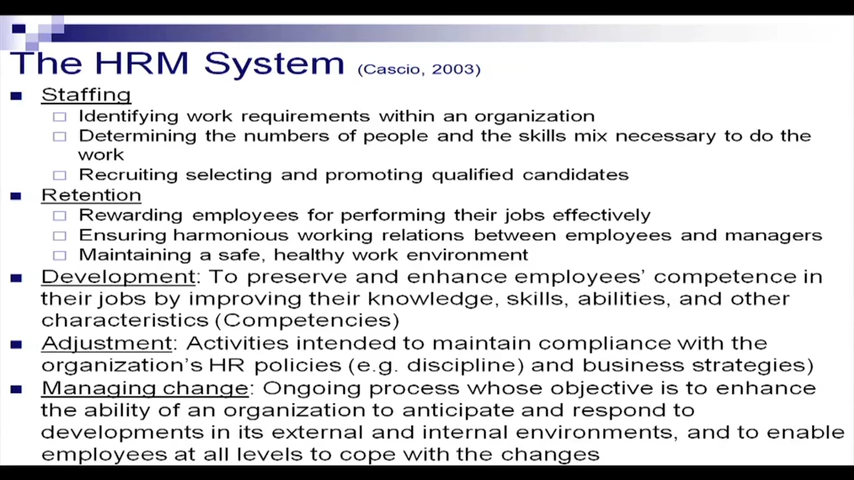 The HRM System (Cascio, 2003)
Staffing
Identifying work requirements within an organization
Determining the numbers of people and the skills mix necessary to do the
work
Recruiting selecting and promoting qualified candidates
Retention
Rewarding employees for performing their jobs effectively
Ensuring harmonious working relations between employees and managers
Maintaining a safe, healthy work environment
Development: To preserve and enhance employees’ competence in
their jobs by improving their knowledge, skills, abilities, and other
characteristics (Competencies)
Adjustment: Activities intended to maintain compliance with the
organization’s HR policies (e.g. discipline) and business strategies)
Managing change: Ongoing process whose objective is to enhance
the ability of an organization to anticipate and respond to
developments in its external and internal environments, and to enable
employees at all levels to cope with the changes